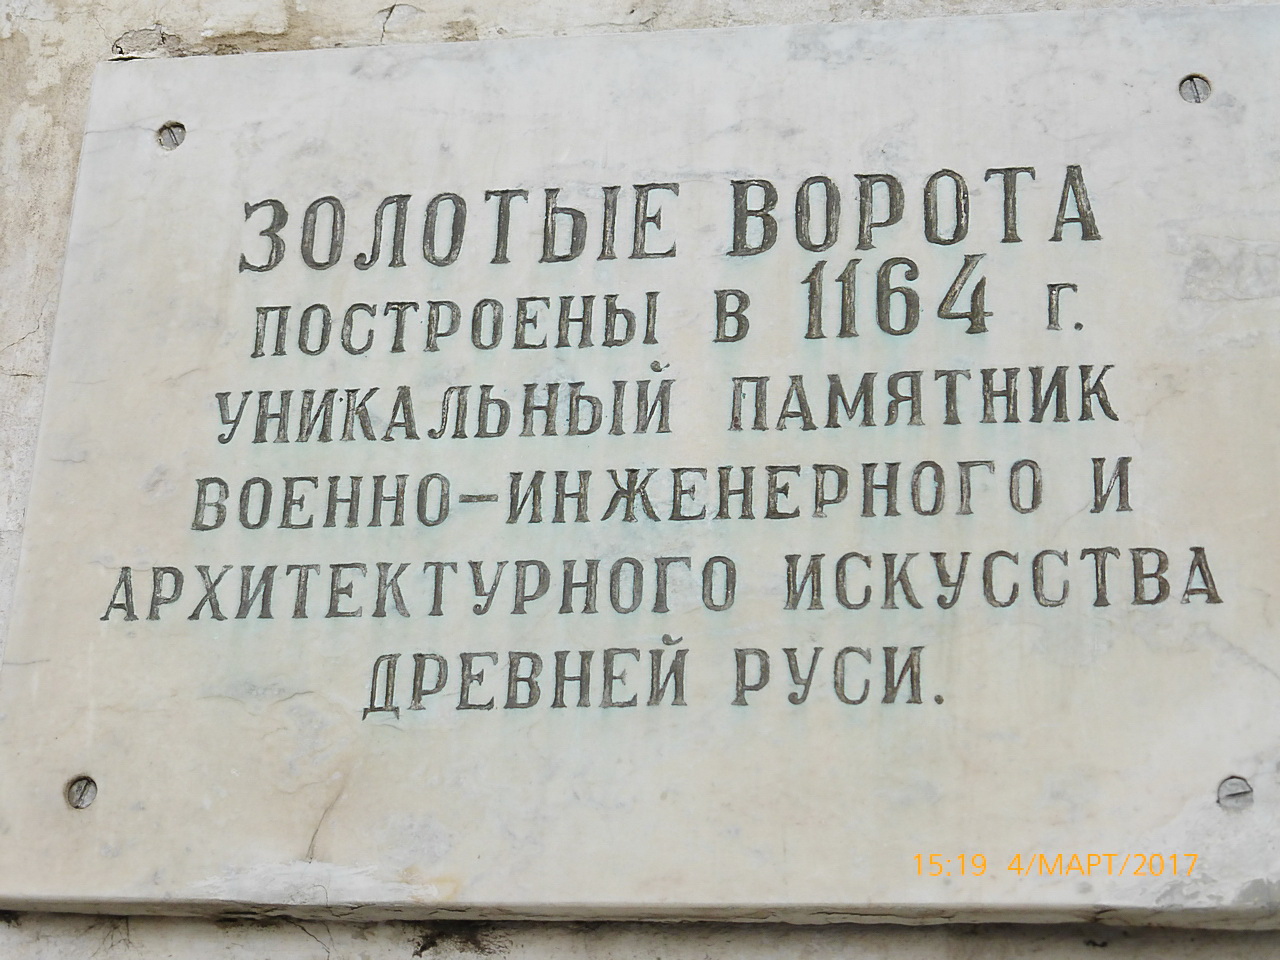 ЗОЛОТЫЕ ВОРОТА
ПОСТРОЕНЫ В 1164 Г.
УНИКАЛЬНЫЙ ПАМЯТНИК
ВОЕННО-ИНЖЕНЕРНОГО И
АРХИТЕКТУРНОГО ИСКУССТВА
ДРЕВНЕЙ РУСИ.
15:19 4/МАРТ/2017